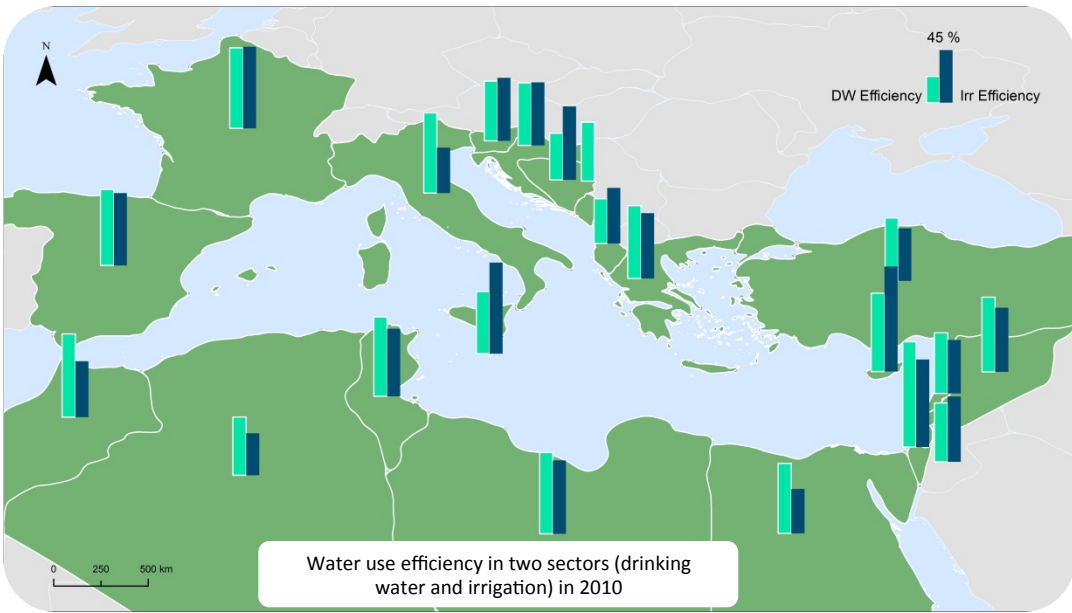 N
45 %
DW Efficiency
Irr Efficiency
0 250 500 km
Water use efficiency in two sectors (drinking
water and irrigation) in 2010